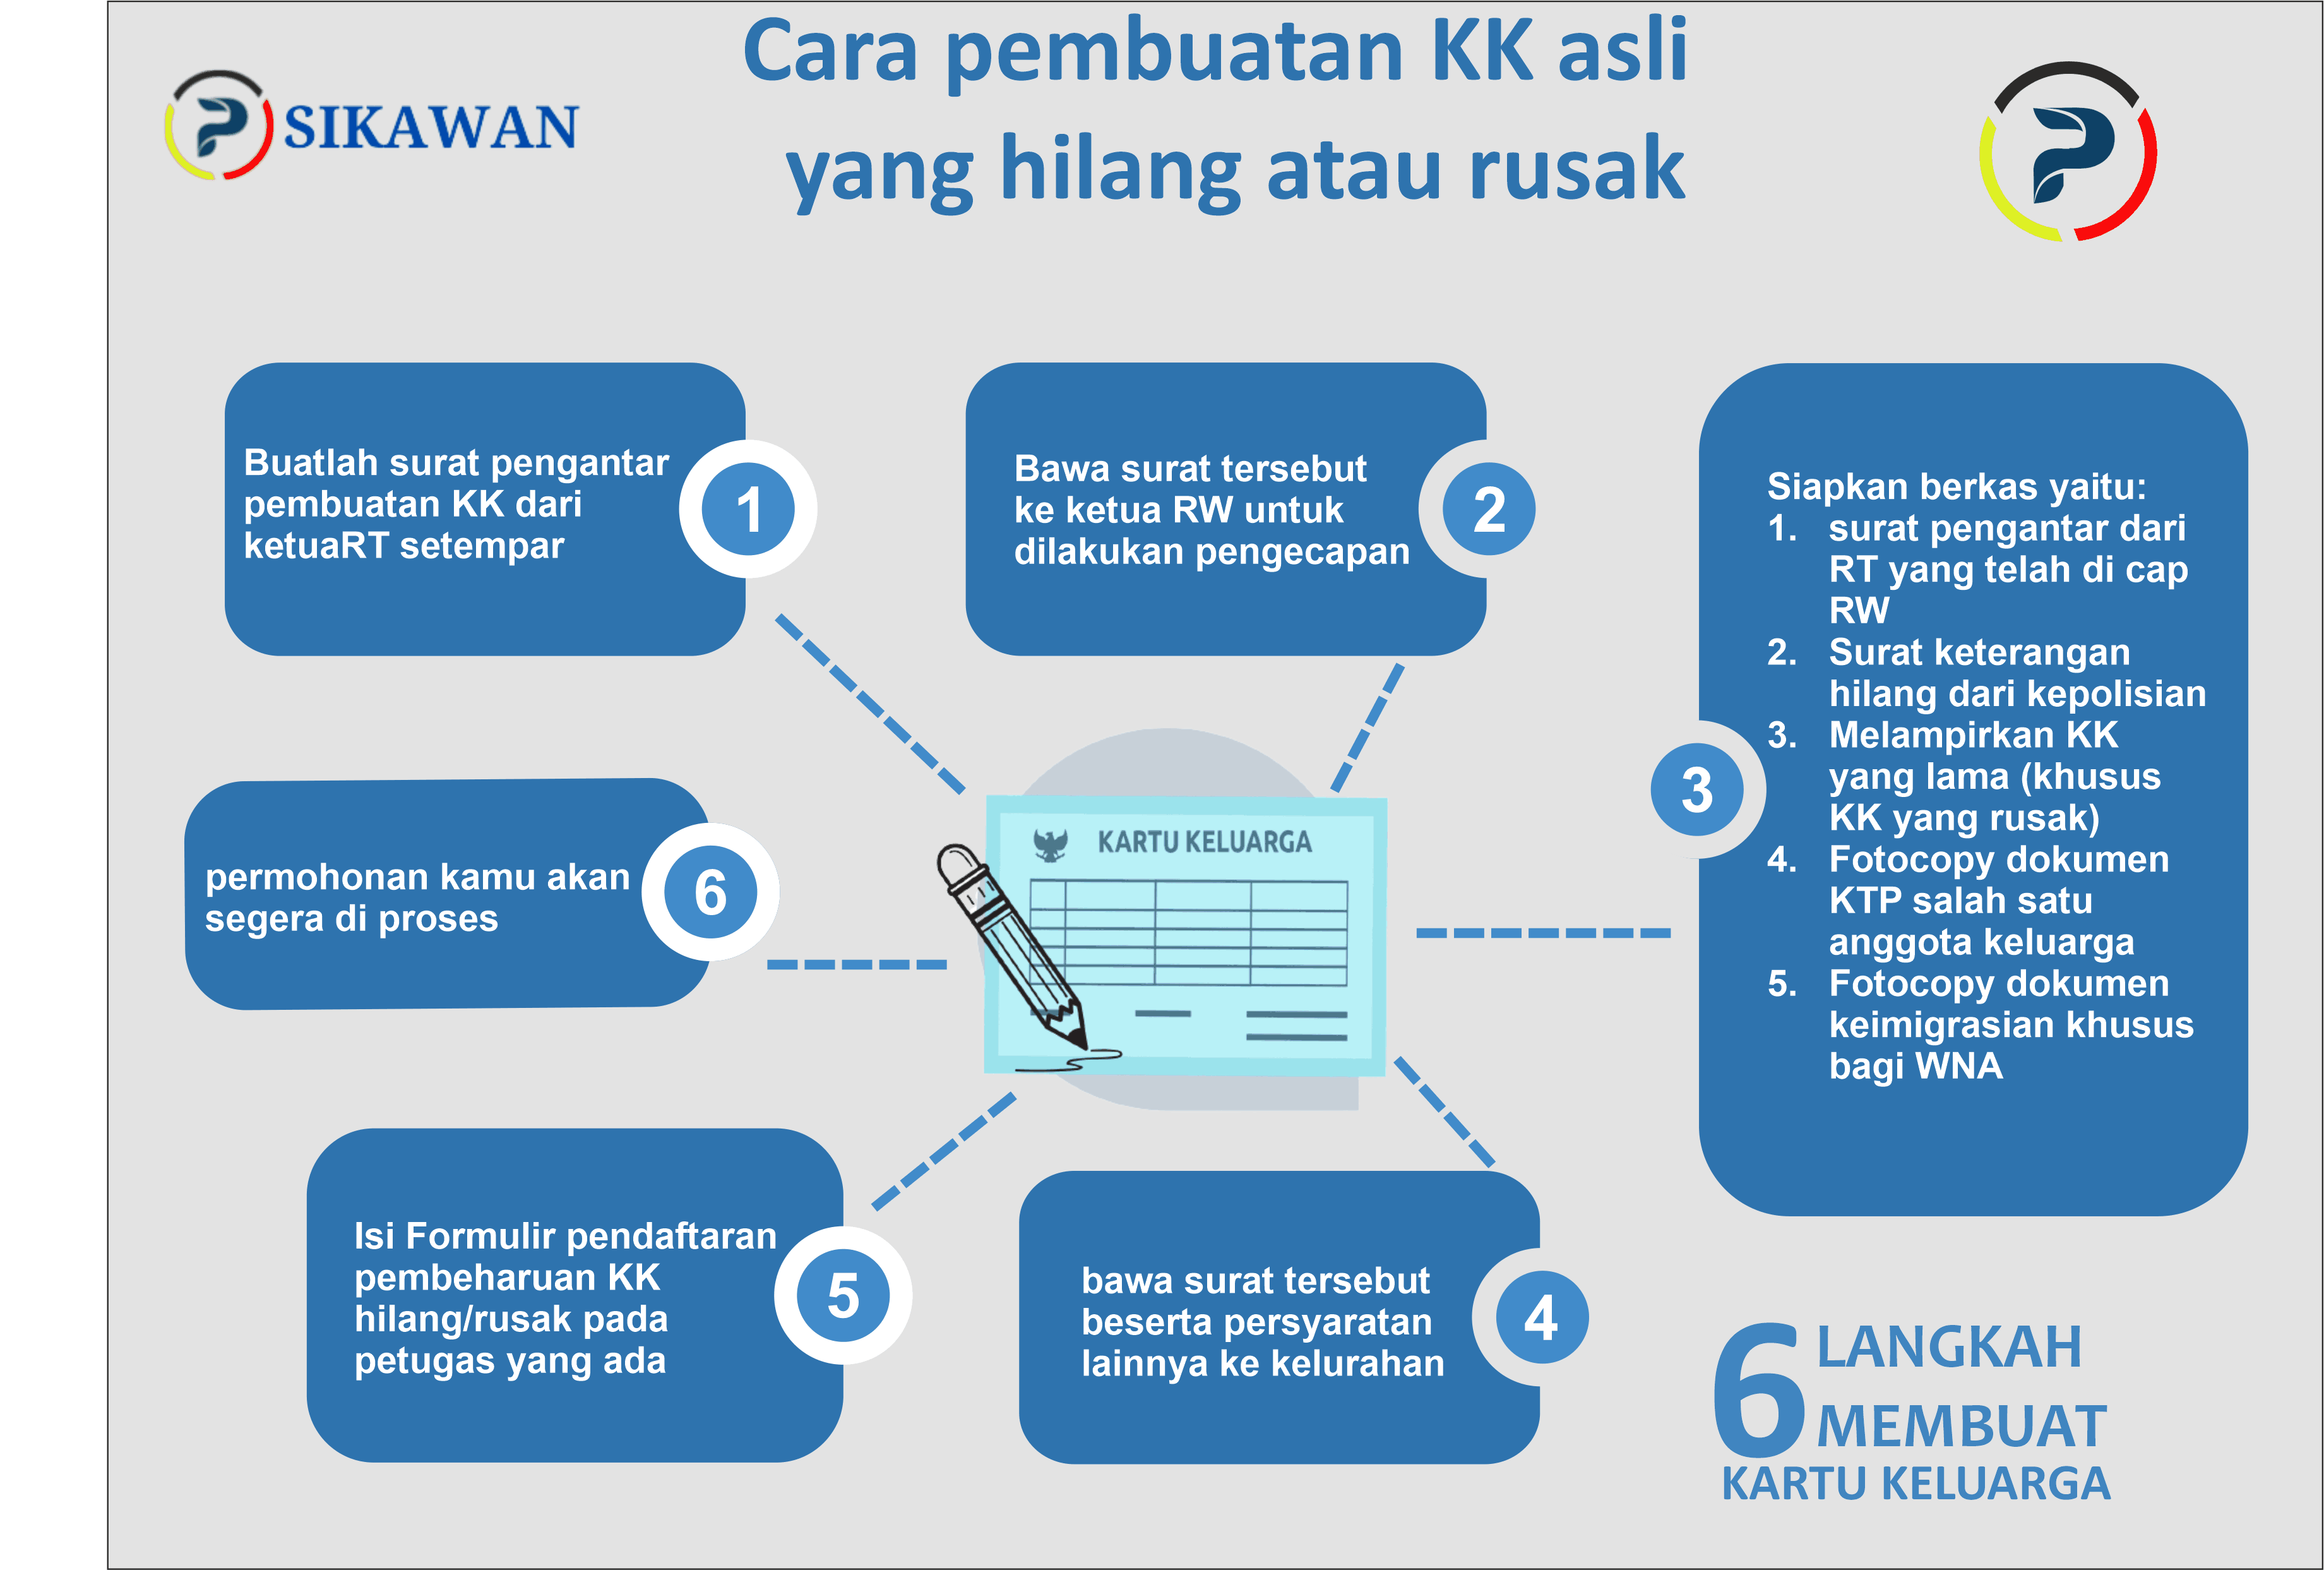 Cara pembuatan KK asli
yang hilang atau rusak
SIKAWAN
Buatlah surat pengantar
pembuatan KK dari
ketuaRT setempar
1
Bawa surat tersebut
ke ketua RW untuk
dilakukan pengecapan
2
Siapkan berkas yaitu:
1. surat pengantar dari
RT yang telah di cap
RW
2. Surat keterangan
hilang dari kepolisian
3. Melampirkan KK
yang lama (khusus
KK yang rusak)
4. Fotocopy dokumen
KTP salah satu
anggota keluarga
5. Fotocopy dokumen
keimigrasian khusus
bagi WNA
3
bawa surat tersebut
beserta persyaratan
lainnya ke kelurahan
4
Isi Formulir pendaftaran
pembeharuan KK
hilang/rusak pada
petugas yang ada
5
permohonan kamu akan
segera di proses
6
KARTU KELUARGA
6 LANGKAH
MEMBUAT
KARTU KELUARGA